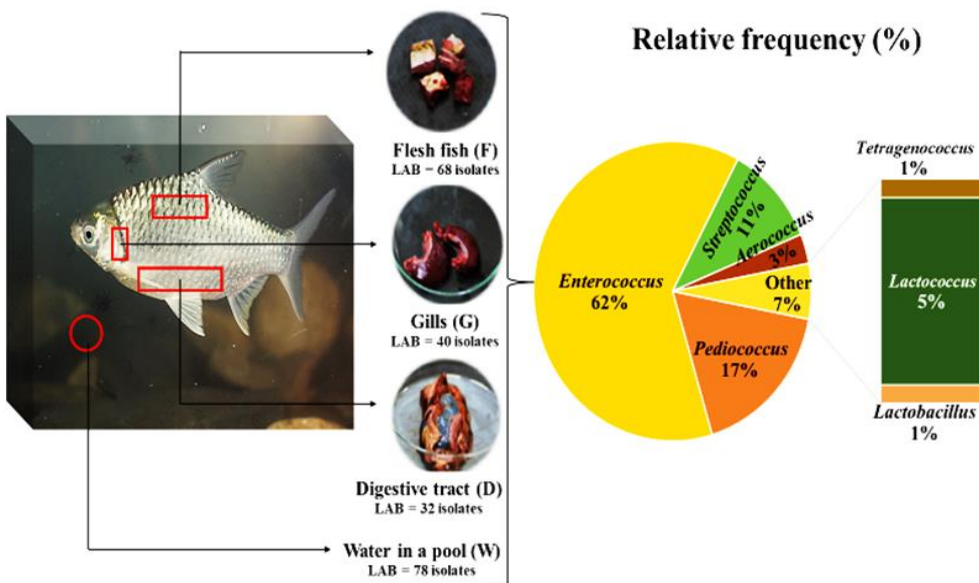 Relative frequency (%)
Flesh fish (F)
LAB = 68 isolates
Gills (G)
LAB = 40 isolates
Digestive tract (D)
LAB = 32 isolates
Water in a pool (W)
LAB = 78 isolates
Enterococcus
62%
Streptococcus
11%
Aerococcus
3%
Other
7%
Pediococcus
17%
Tetragenococcus
1%
Lactococcus
5%
Lactobacillus
1%